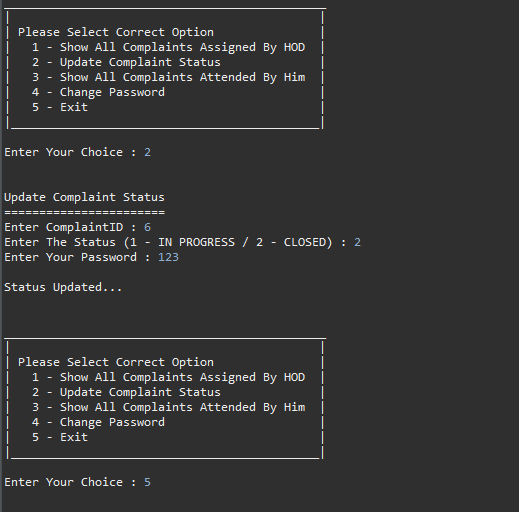 Please Select Correct Option
1 - Show All Complaints Assigned By HOD
2 - Update Complaint Status
3 - Show All Complaints Attended By Him
4 - Change Password
5 - Exit
Enter Your Choice : 2
Update Complaint Status
=======================
Enter ComplaintID : 6
Enter The Status (1 - IN PROGRESS / 2 - CLOSED) : 2
Enter Your Password : 123
Status Updated...
Please Select Correct Option
1 - Show All Complaints Assigned By HOD
2 - Update Complaint Status
3 - Show All Complaints Attended By Him
4 - Change Password
5 - Exit
Enter Your Choice : 5